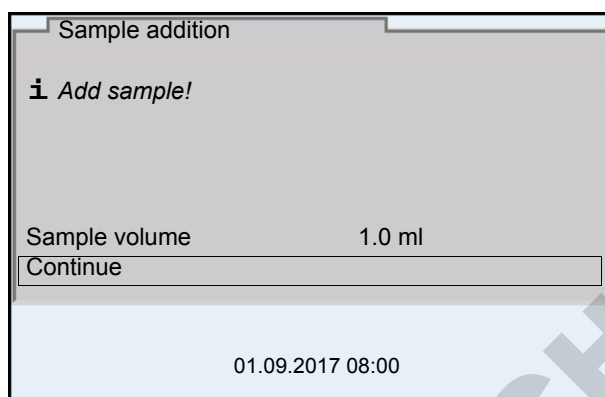 Sample addition
i Add sample!
Sample volume 1.0 ml
Continue
01.09.2017 08:00